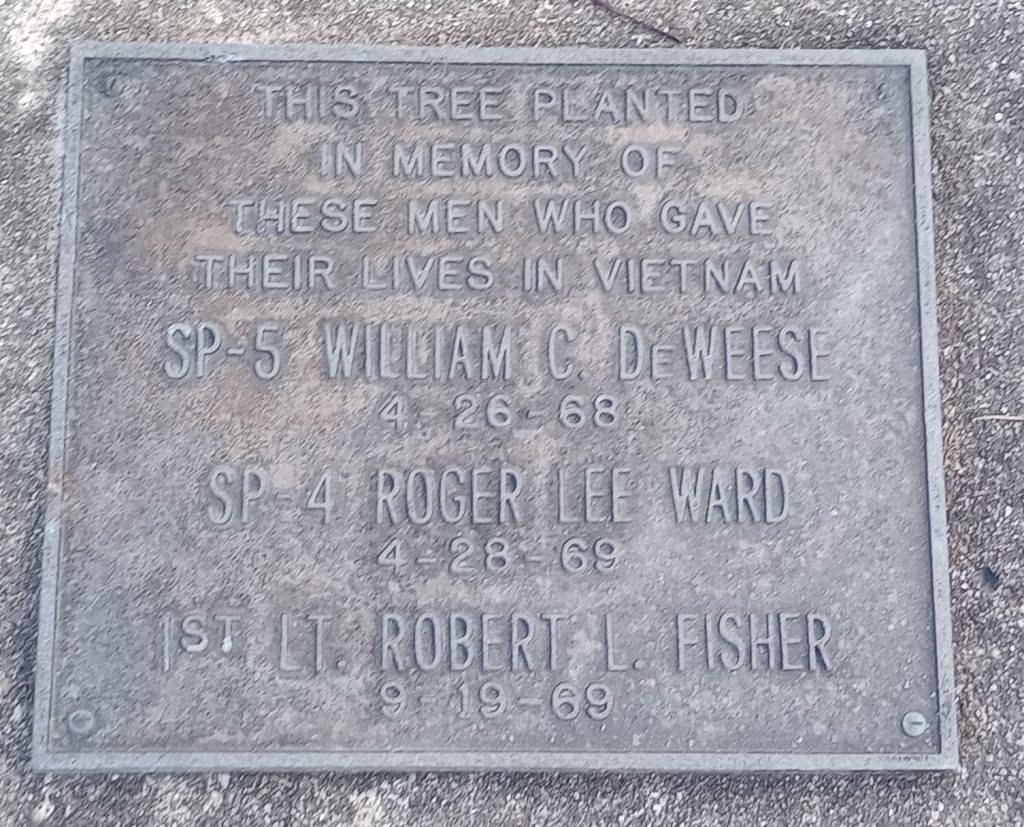 THIS TREE PLANTED
IN MEMORY OF
THESE MEN WHO GAVE
THEIR LIVES IN VIETNAM
SP-5 WILLIAM C. DeWEESE
4-26-68
SP-4 ROGER LEE WARD
4-28-69
1ST LT. ROBERT L. FISHER
9-19-69